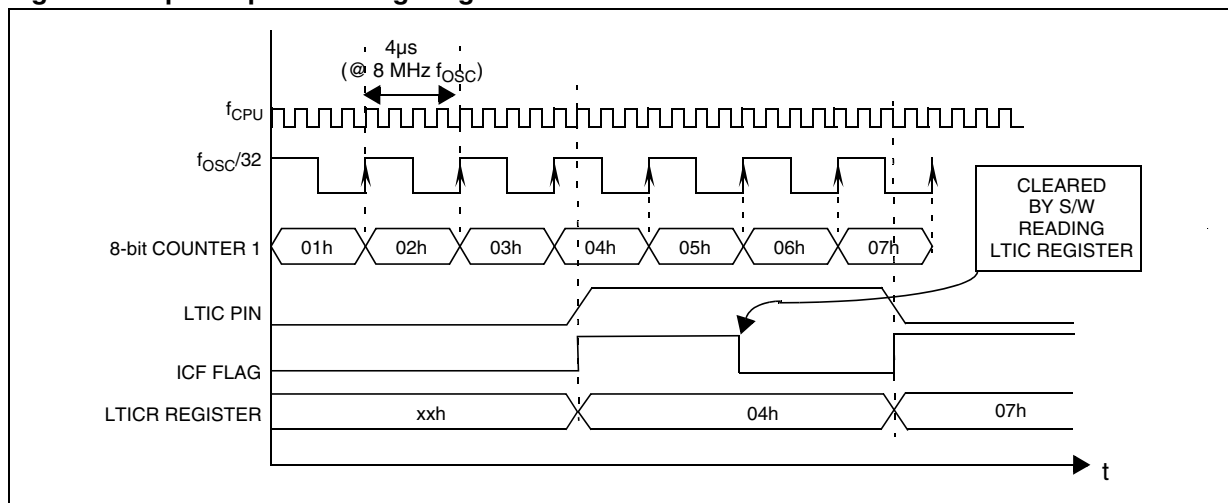 4µs
(@ 8 MHz fOSC)
fCPU
fOSC/32
CLEARED
BY S/W
READING
LTIC REGISTER
8-bit COUNTER 1
01h 02h 03h 04h 05h 06h 07h
LTIC PIN
ICF FLAG
LTICR REGISTER
xxh 04h 07h
t